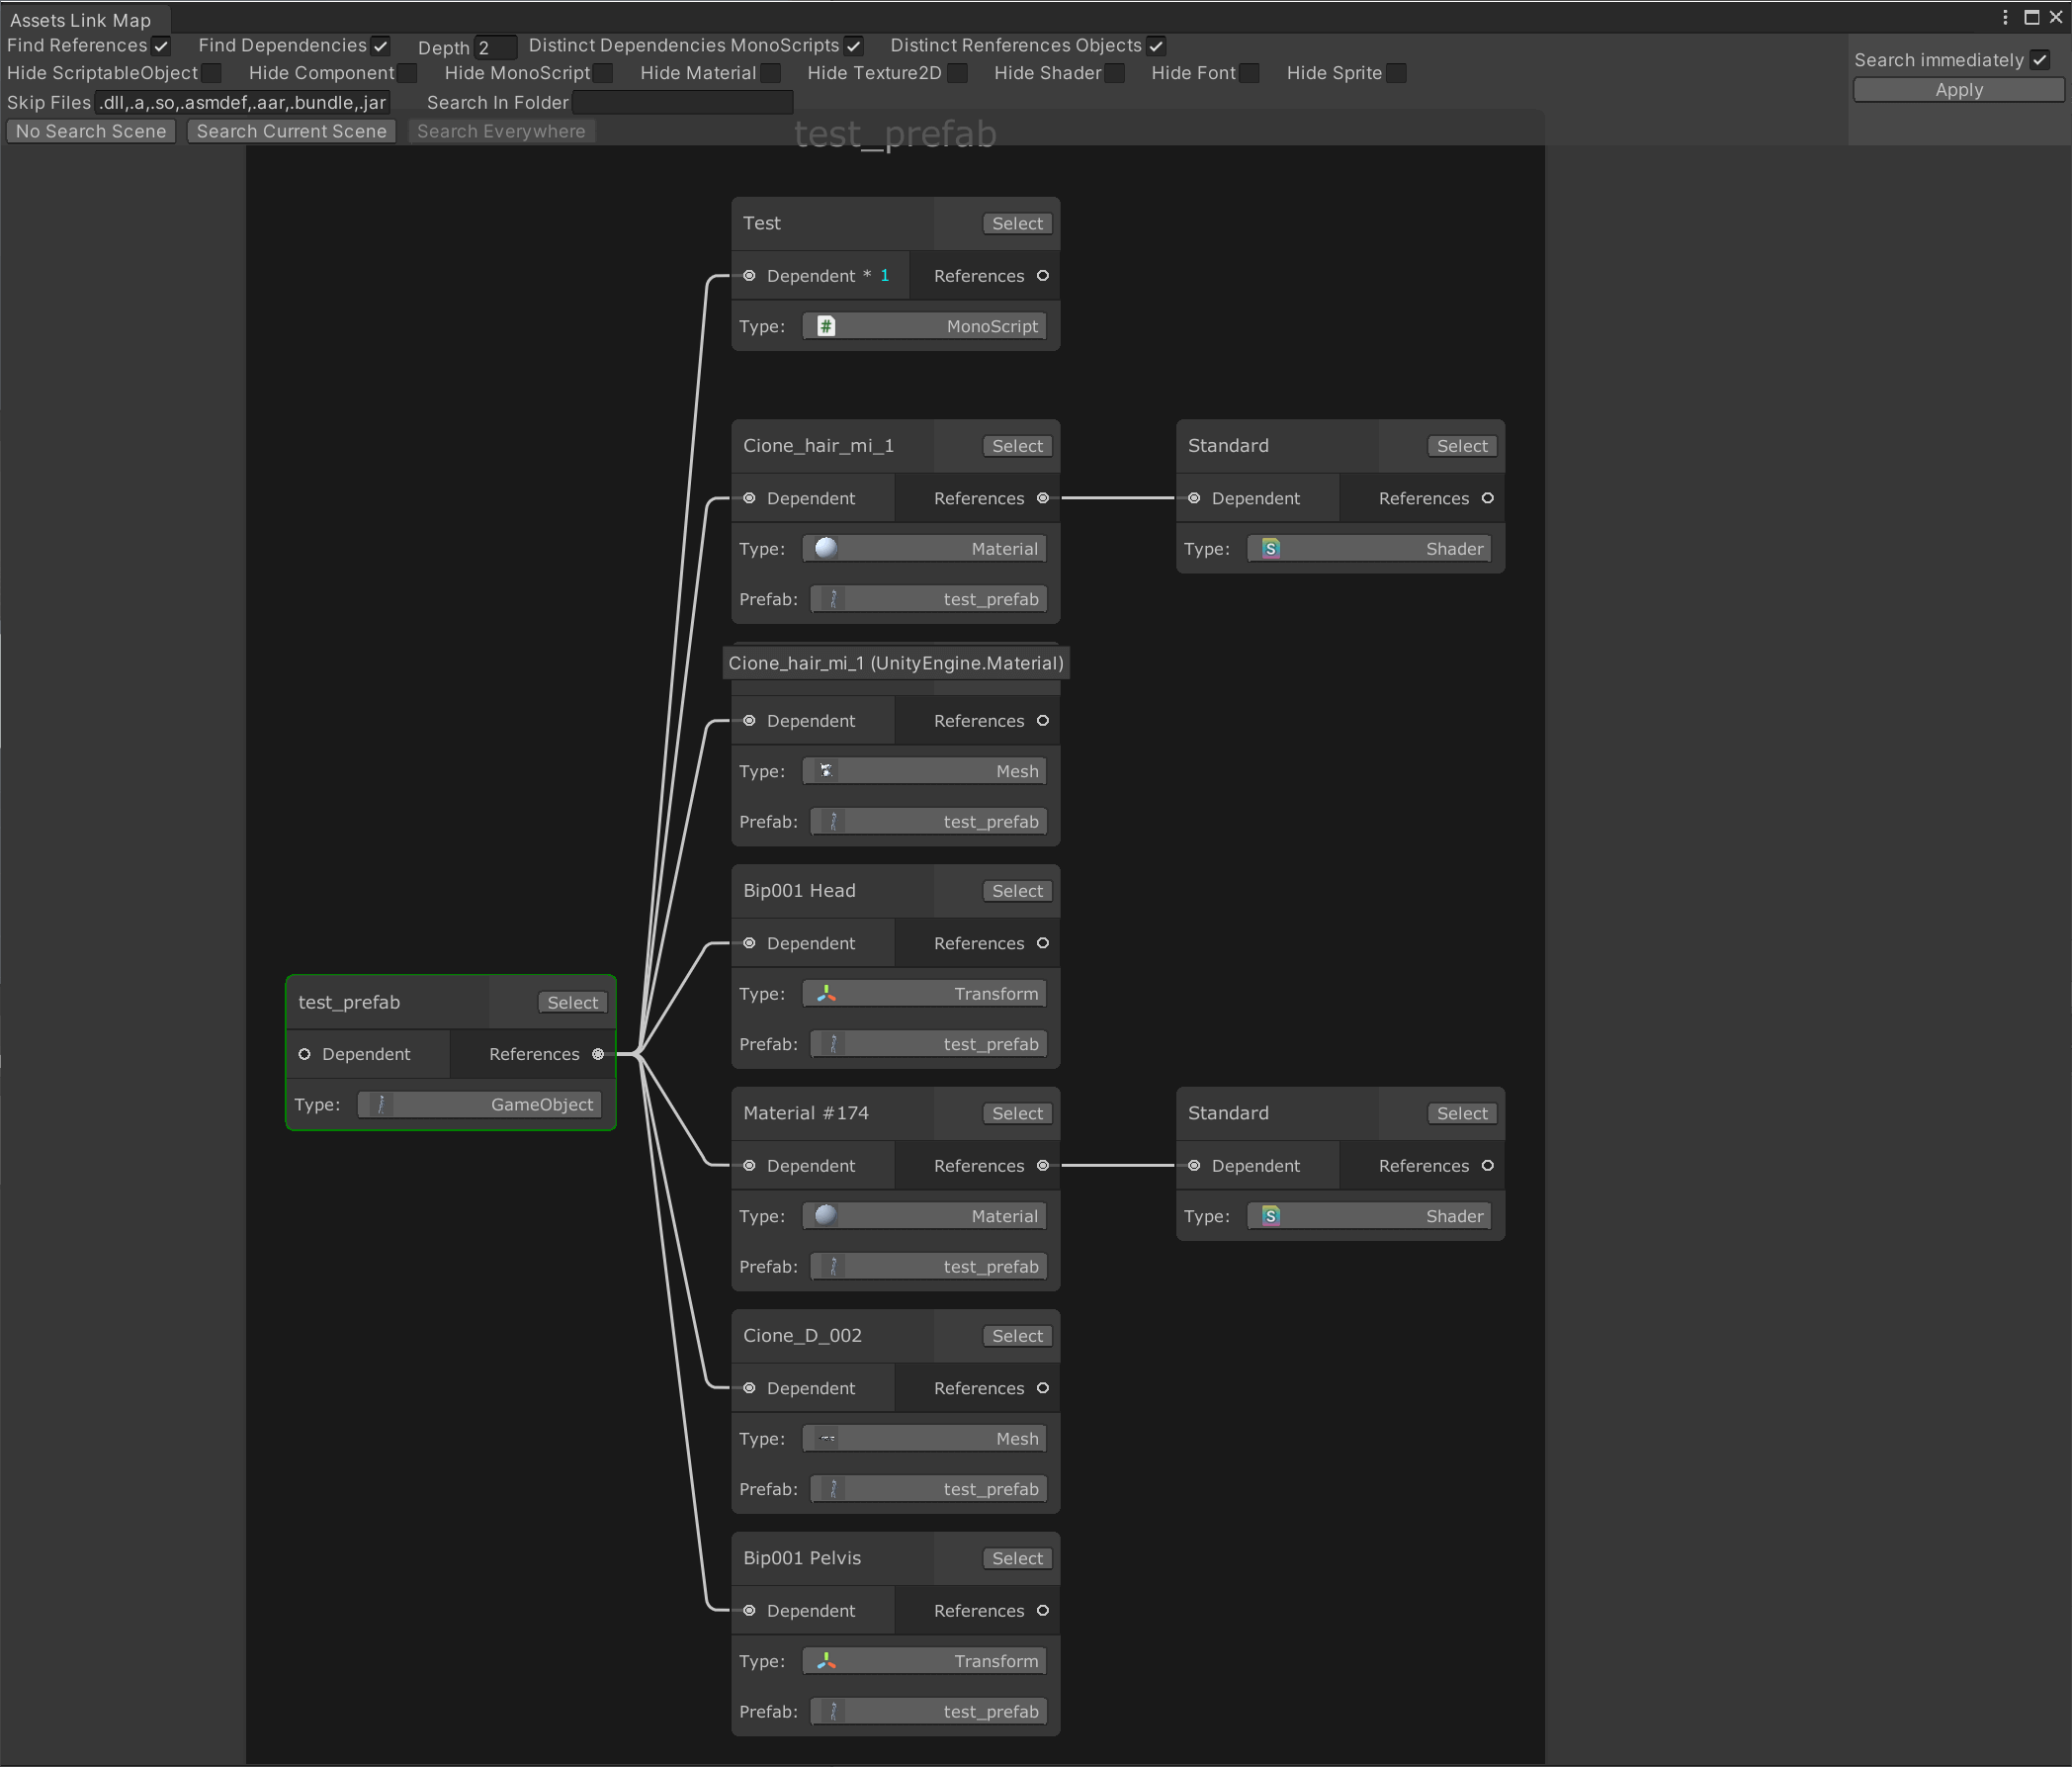 Assets Link Map
Find References Find Dependencies Depth 2 Distinct Dependencies MonoScripts Distinct Renferences Objects
Search immediately
Hide ScriptableObject Hide Component Hide MonoScript Hide Material Hide Texture2D Hide Shader Hide Font Hide Sprite
Apply
Skip Files .dll,.a,.so,.asmdef,.aar,.bundle,.jar Search In Folder
No Search Scene Search Current Scene Search Everywhere
test_prefab
Test Select
Dependent * 1 References
Type: MonoScript
Cione_hair_mi_1 Select
Dependent References
Type: Material
Prefab: test_prefab
Standard Select
Dependent References
Type: Shader
Cione_hair_mi_1 (UnityEngine.Material)
Dependent References
Type: Mesh
Prefab: test_prefab
Bip001 Head Select
Dependent References
Type: Transform
Prefab: test_prefab
test_prefab Select
Dependent References
Type: GameObject
Material #174 Select
Dependent References
Type: Material
Prefab: test_prefab
Standard Select
Dependent References
Type: Shader
Cione_D_002 Select
Dependent References
Type: Mesh
Prefab: test_prefab
Bip001 Pelvis Select
Dependent References
Type: Transform
Prefab: test_prefab